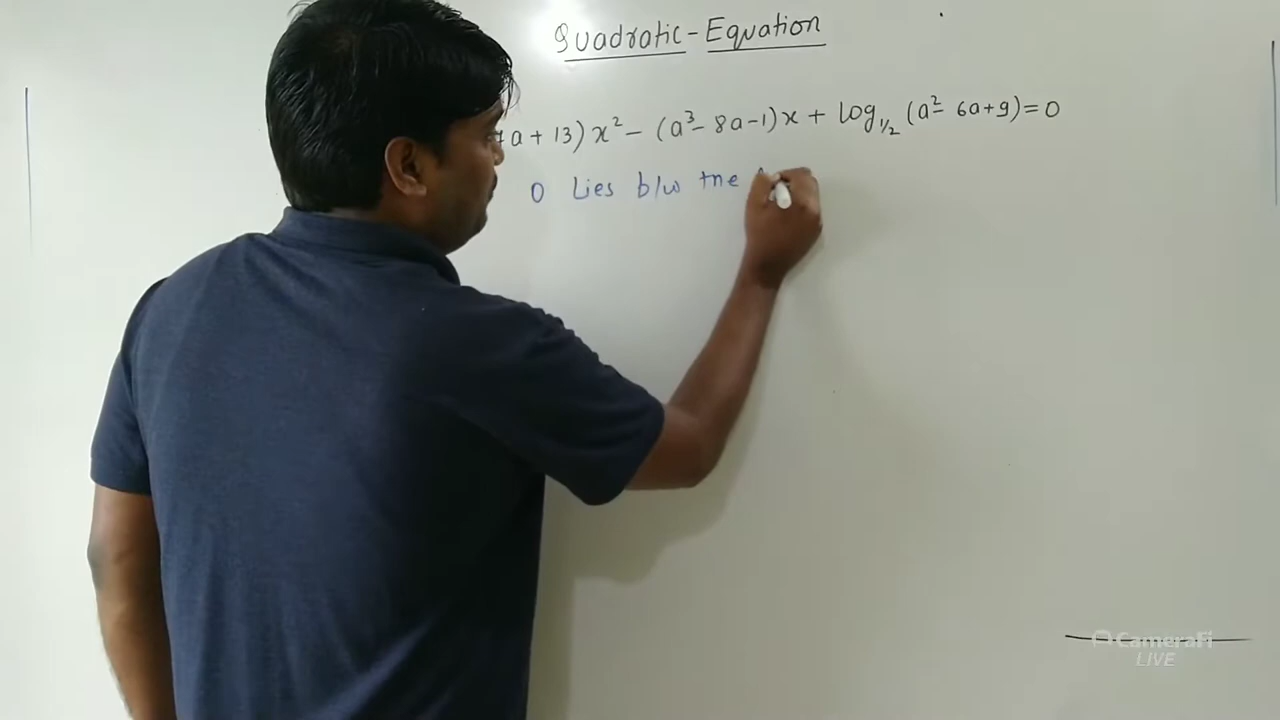 Quadratic-Equation
a + 13) x² - (a³ - 8a - 1)x + log₁/₂ (a² - 6a + 9) = 0
0 Lies b/w the
CameraFi
LIVE